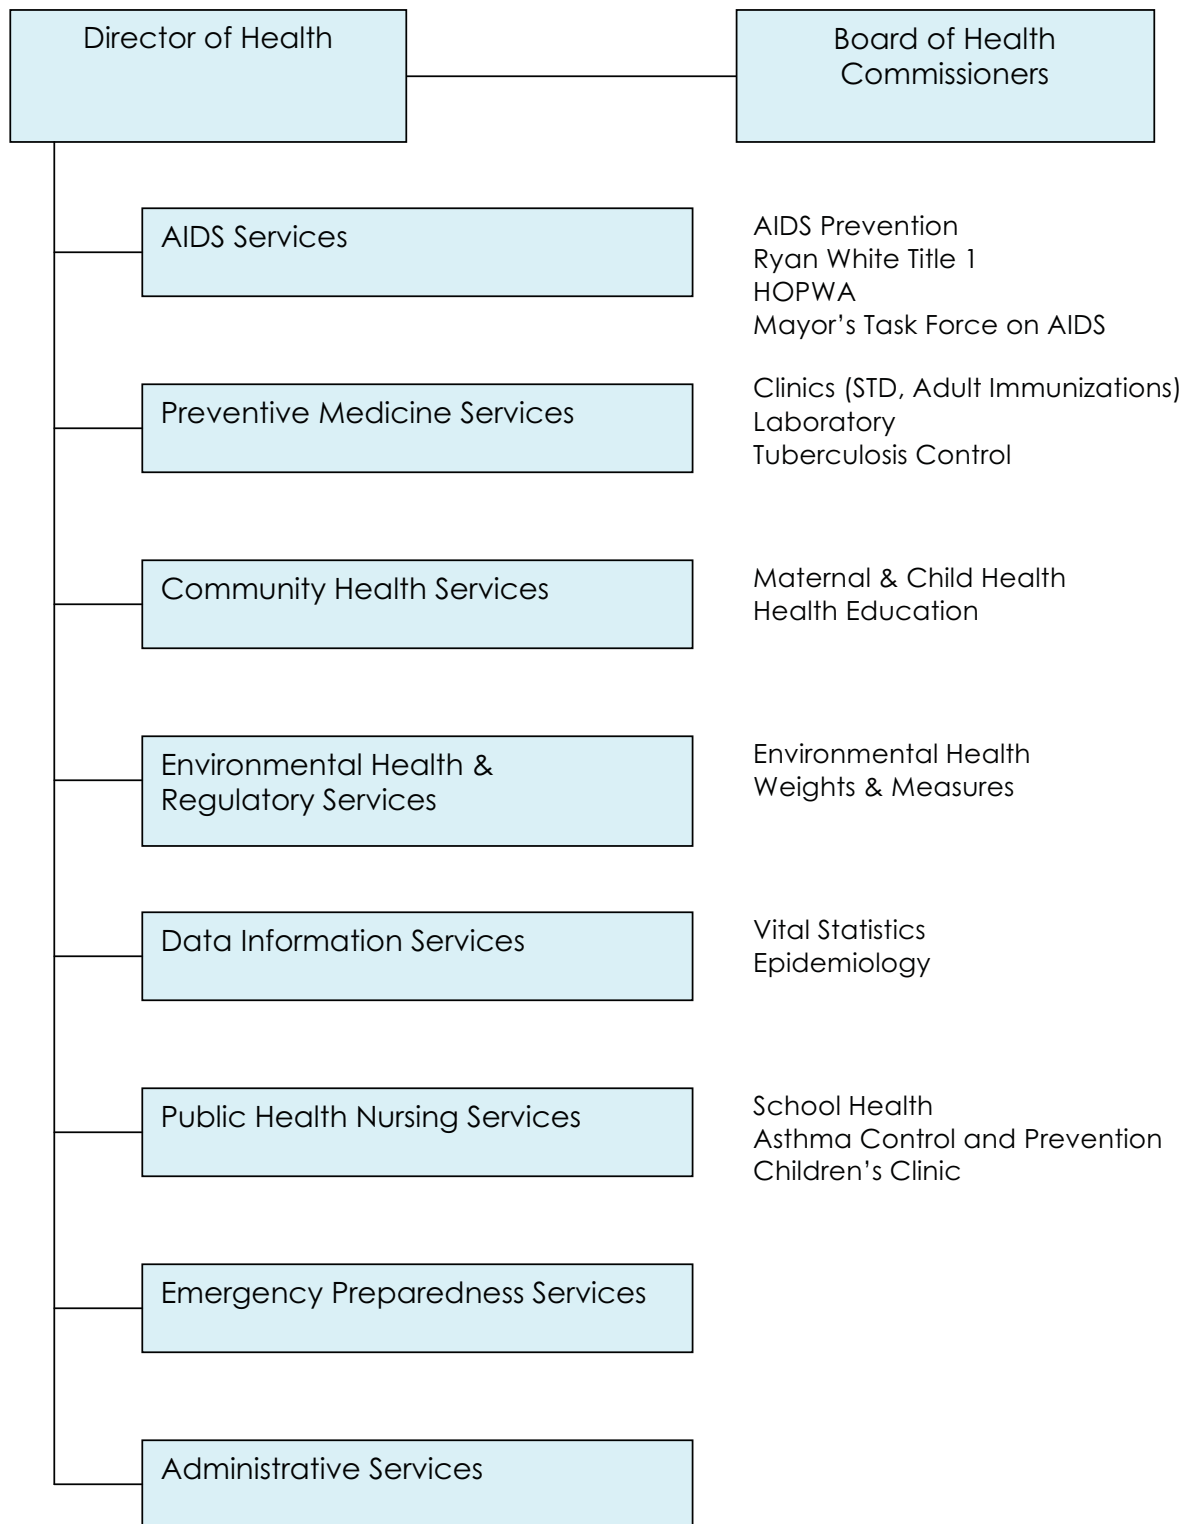 Director of Health
Board of Health
Commissioners
AIDS Services
AIDS Prevention
Ryan White Title 1
HOPWA
Mayor’s Task Force on AIDS
Preventive Medicine Services
Clinics (STD, Adult Immunizations)
Laboratory
Tuberculosis Control
Community Health Services
Maternal & Child Health
Health Education
Environmental Health &
Regulatory Services
Environmental Health
Weights & Measures
Data Information Services
Vital Statistics
Epidemiology
Public Health Nursing Services
School Health
Asthma Control and Prevention
Children’s Clinic
Emergency Preparedness Services
Administrative Services